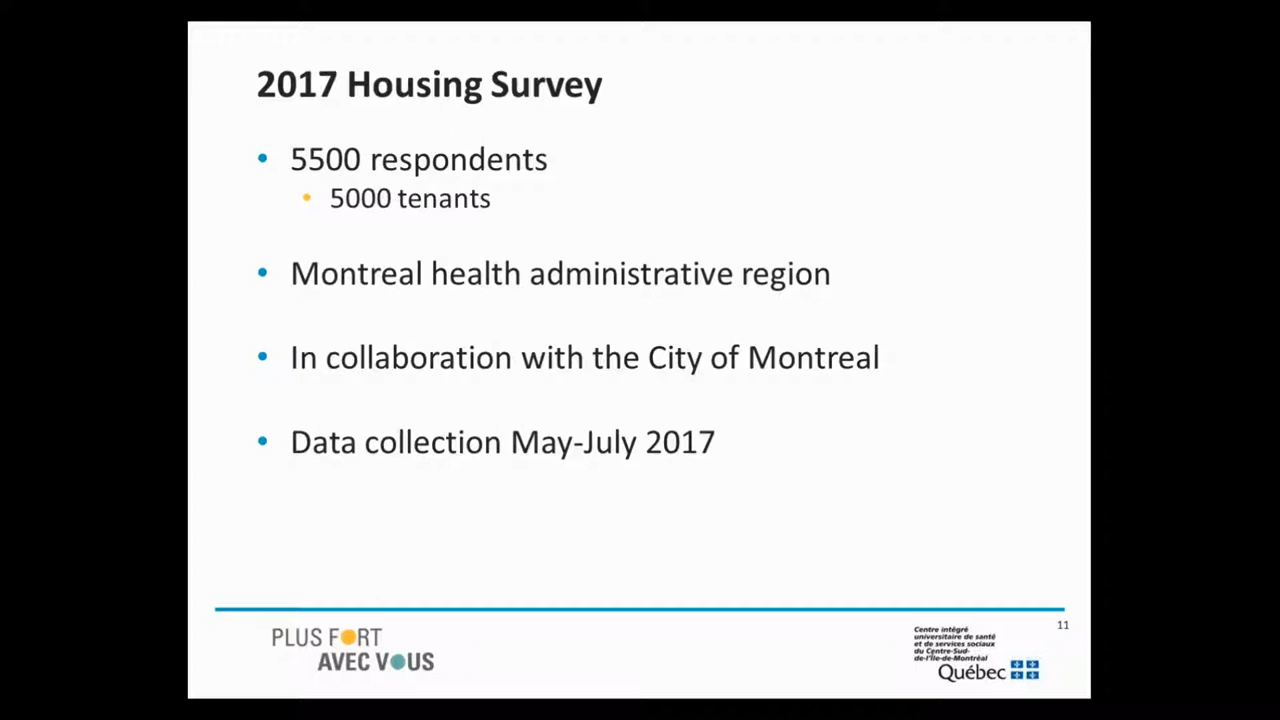 2017 Housing Survey
• 5500 respondents
• 5000 tenants
• Montreal health administrative region
• In collaboration with the City of Montreal
• Data collection May-July 2017
11
PLUS FORT
AVEC VOUS
Centre intégré
universitaire de santé
et de services sociaux
du Centre-Sud-
de-l'Île-de-Montréal
Québec